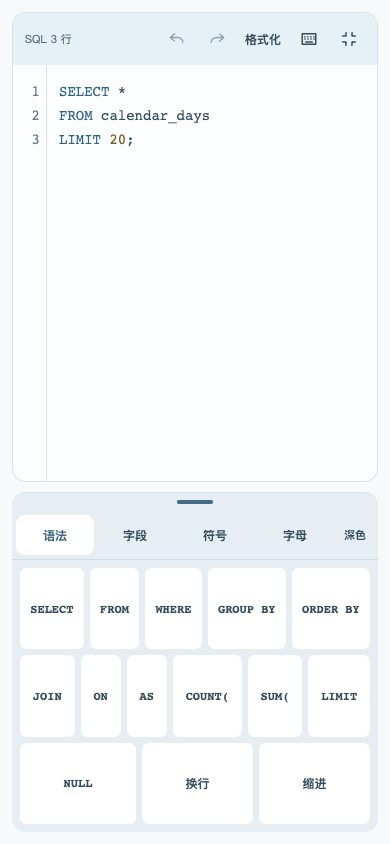 SQL 3 行 格式化
1 SELECT *
2 FROM calendar_days
3 LIMIT 20;
语法 字段 符号 字母 深色
SELECT FROM WHERE GROUP BY ORDER BY
JOIN ON AS COUNT( SUM( LIMIT
NULL 换行 缩进